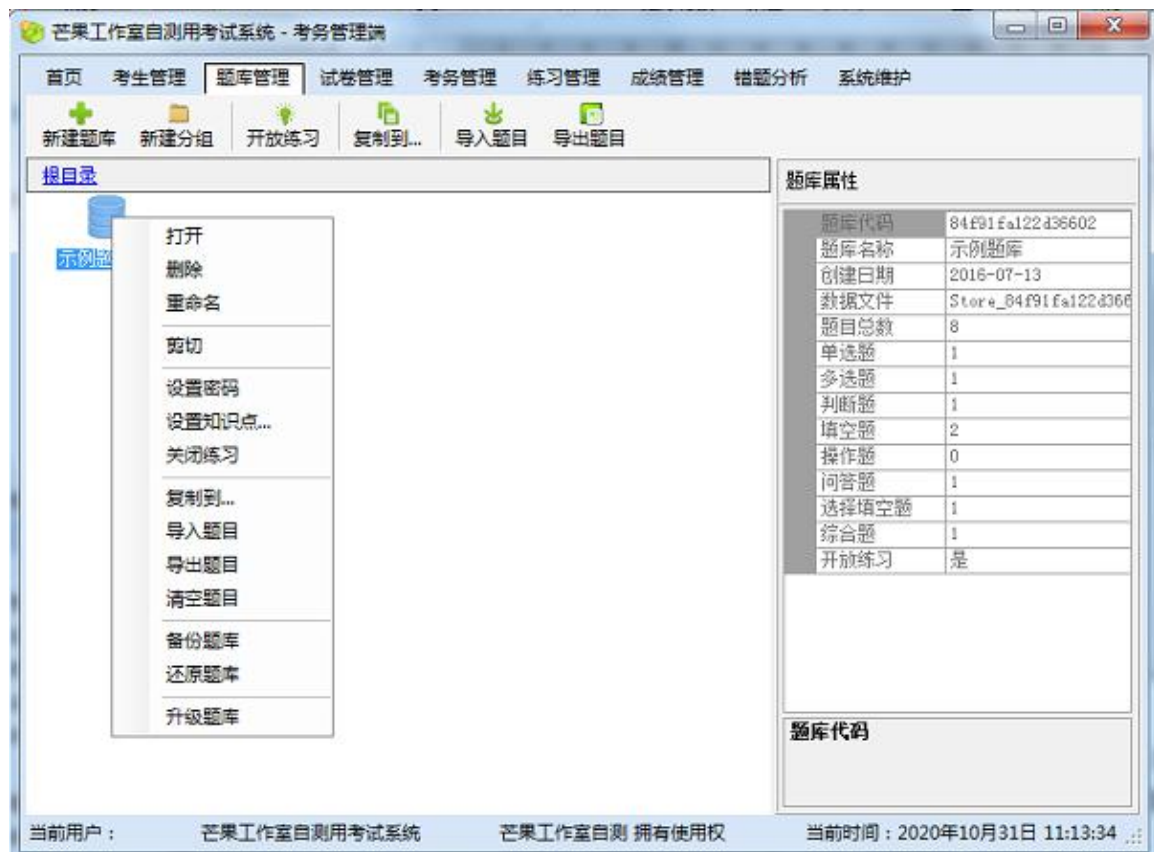 芒果工作室自测用考试系统 - 考务管理端
首页 考生管理 题库管理 试卷管理 考务管理 练习管理 成绩管理 错题分析 系统维护
新建题库 新建分组 开放练习 复制到... 导入题目 导出题目
根目录
题库属性
示例题
打开
删除
重命名
剪切
设置密码
设置知识点...
关闭练习
复制到...
导入题目
导出题目
清空题目
备份题库
还原题库
升级题库
题库代码 84f91fa122d36602
题库名称 示例题库
创建日期 2016-07-13
数据文件 Store_84f91fa122d366
题目总数 8
单选题 1
多选题 1
判断题 1
填空题 2
操作题 0
问答题 1
选择填空题 1
综合题 1
开放练习 是
题库代码
当前用户： 芒果工作室自测用考试系统 芒果工作室自测 拥有使用权 当前时间：2020年10月31日 11:13:34